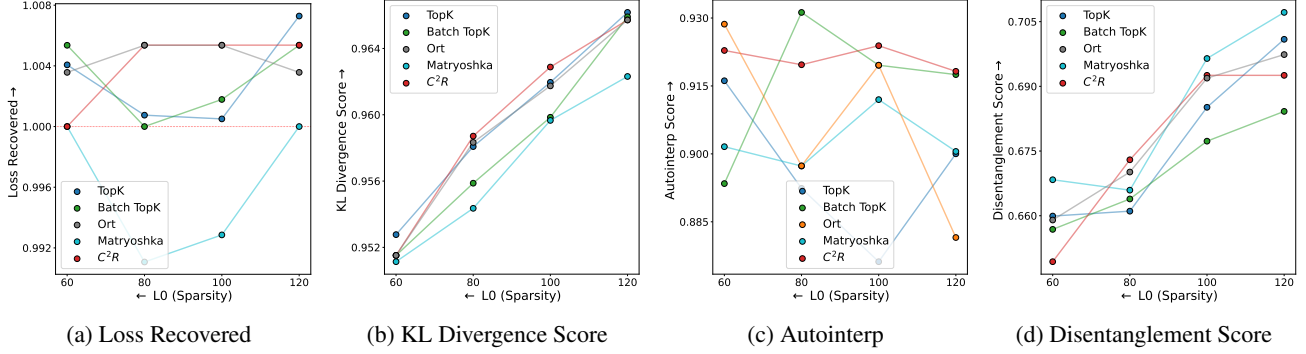 1.008
1.004
1.000
0.996
0.992
Loss Recovered →
TopK
Batch TopK
Ort
Matryoshka
C²R
60
80
100
120
← L0 (Sparsity)
(a) Loss Recovered
0.964
0.960
0.956
0.952
KL Divergence Score →
TopK
Batch TopK
Ort
Matryoshka
C²R
60
80
100
120
← L0 (Sparsity)
(b) KL Divergence Score
0.930
0.915
0.900
0.885
Autointerp Score →
TopK
Batch TopK
Ort
Matryoshka
C²R
60
80
100
120
← L0 (Sparsity)
(c) Autointerp
0.705
0.690
0.675
0.660
Disentanglement Score →
TopK
Batch TopK
Ort
Matryoshka
C²R
60
80
100
120
← L0 (Sparsity)
(d) Disentanglement Score